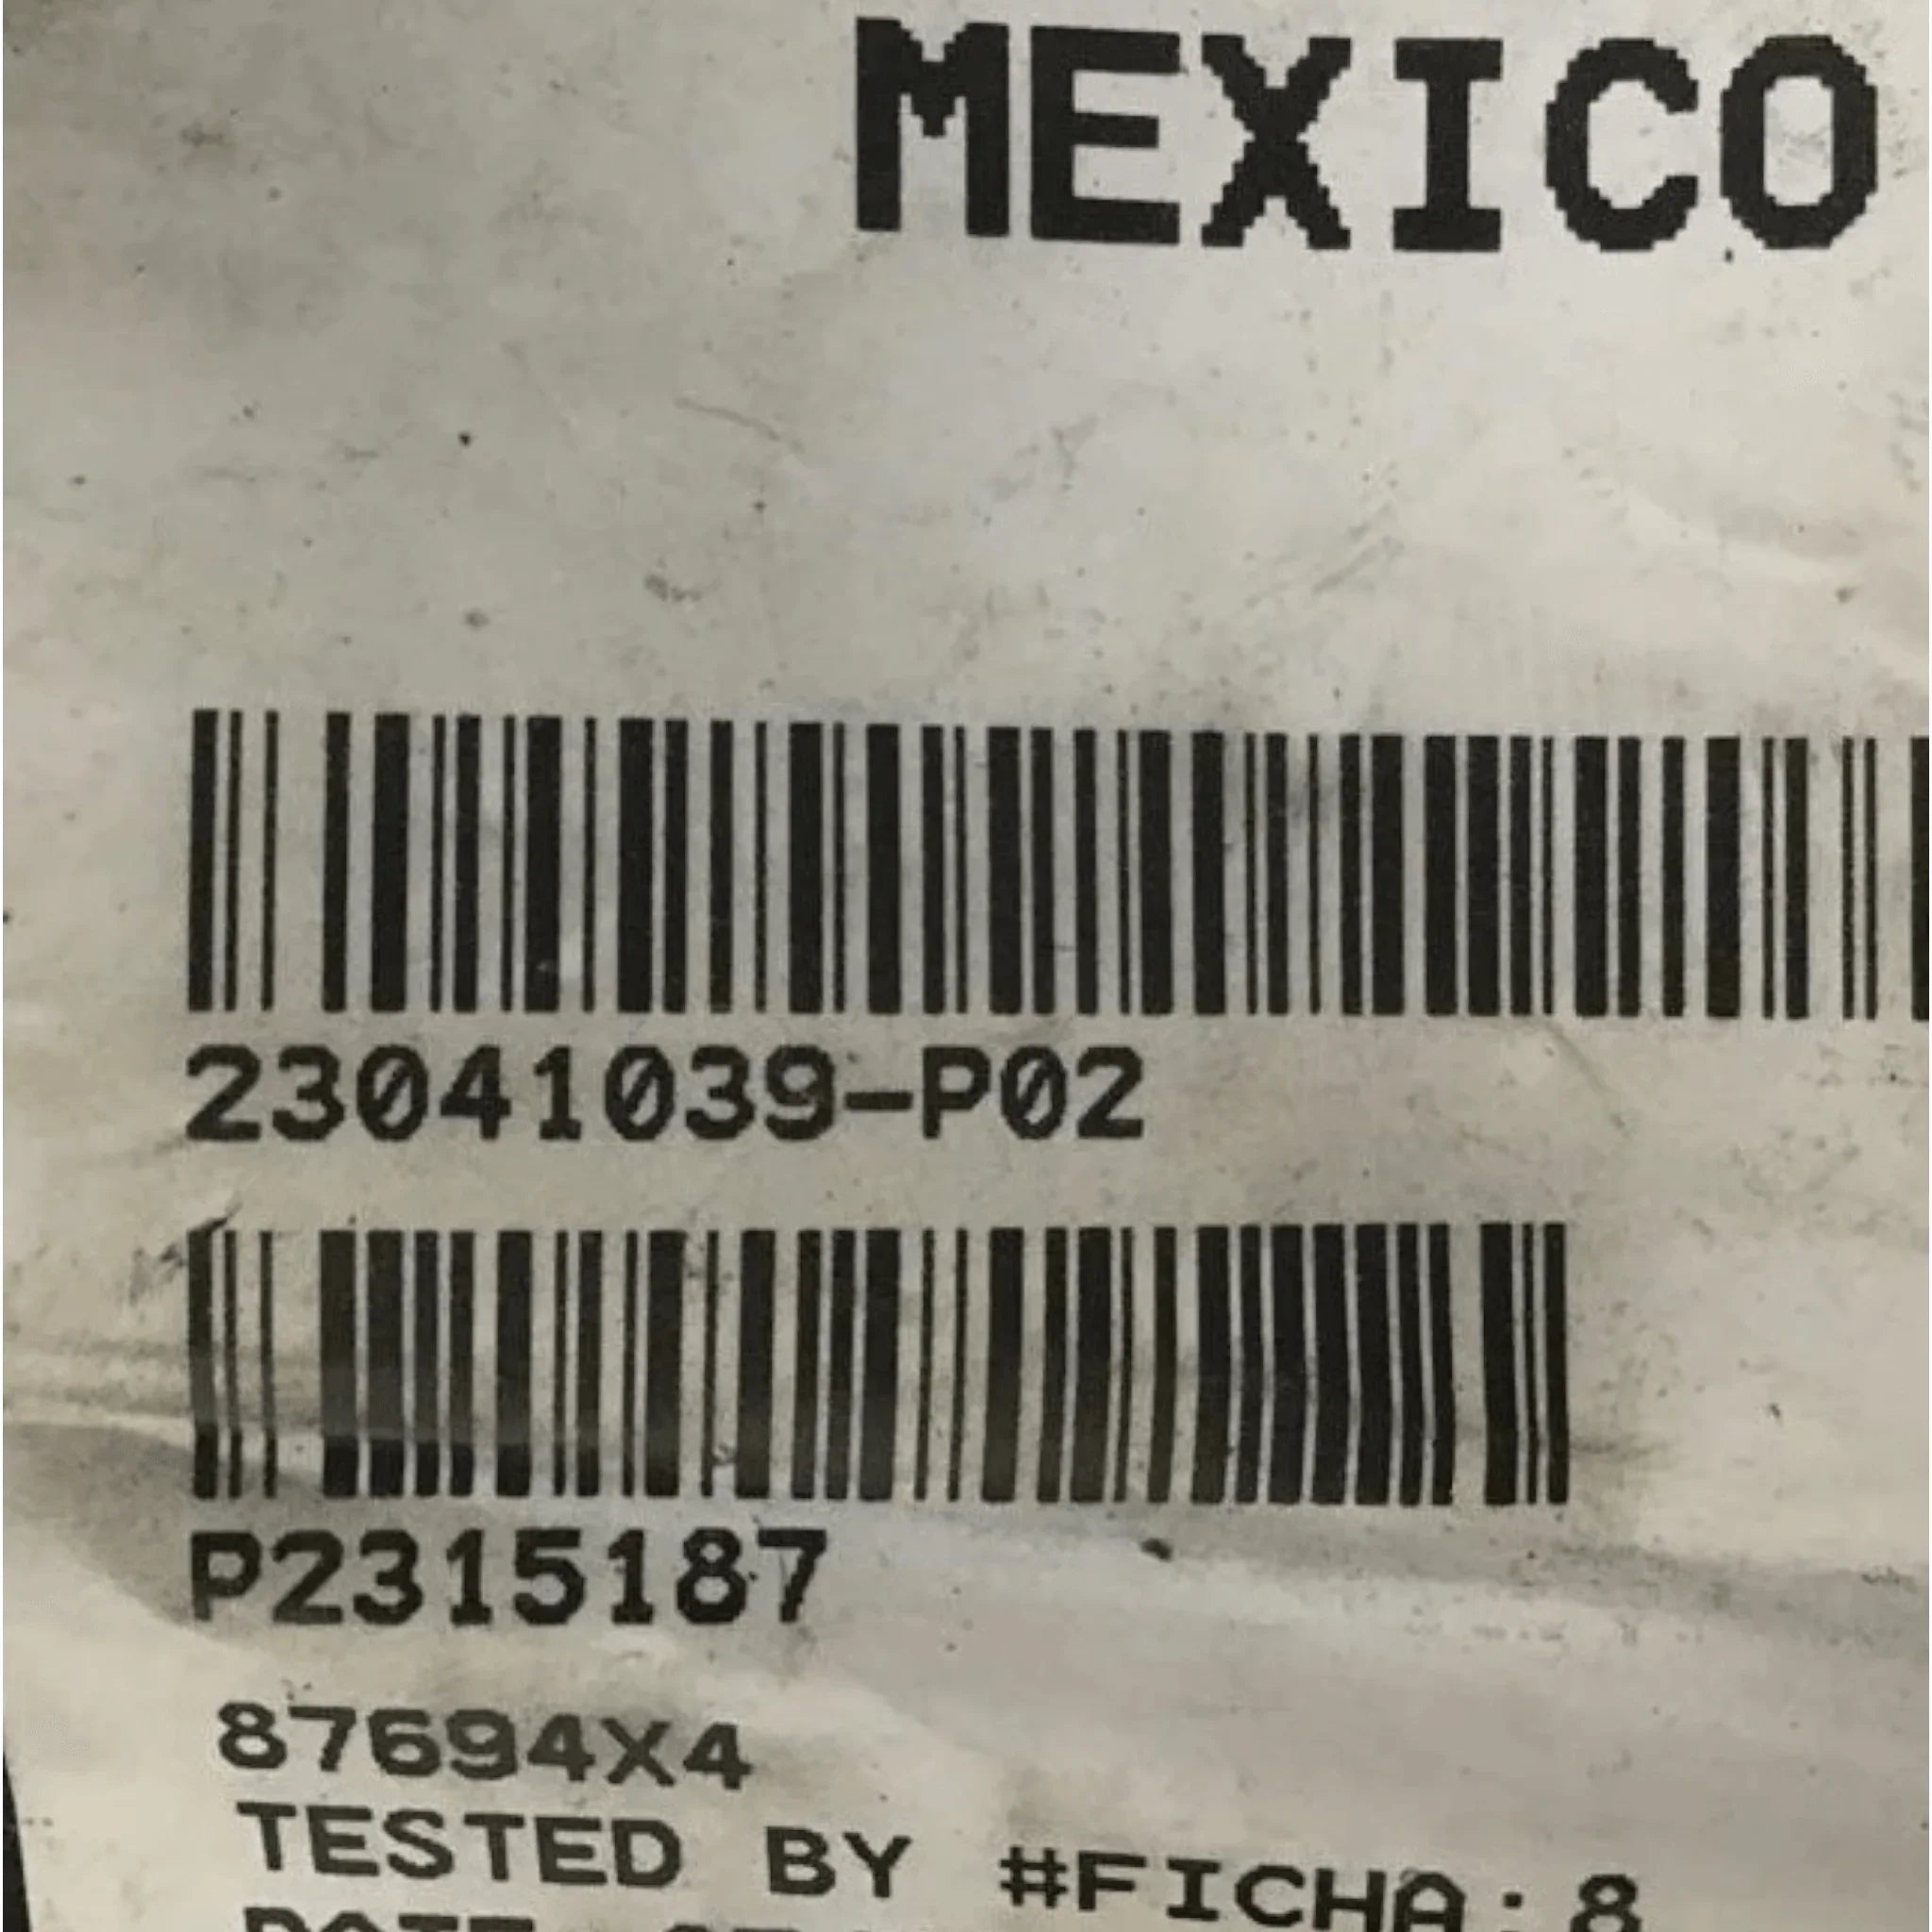 MEXICO
23041039-P02
P2315187
87694X4
TESTED BY #FICHA:8